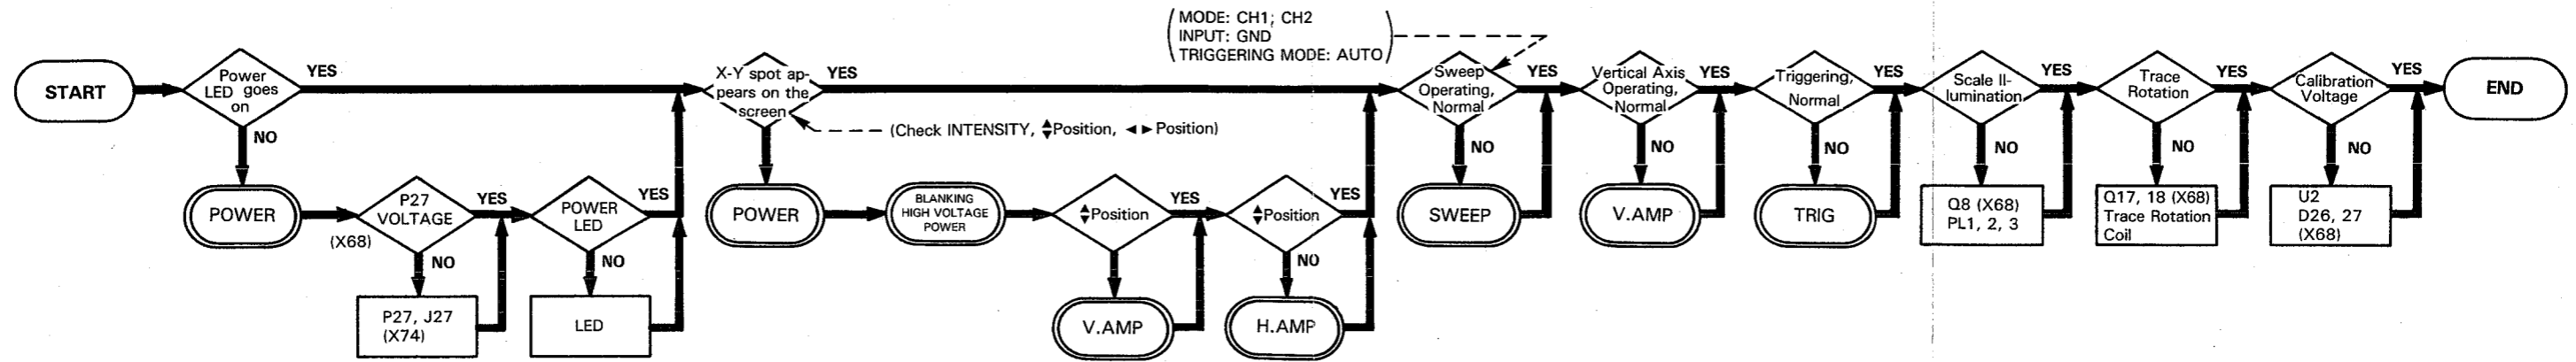 START
Power
LED goes
on
YES
NO
POWER
P27
VOLTAGE
(X68)
YES
NO
P27, J27
(X74)
POWER
LED
YES
NO
LED
X-Y spot ap-
pears on the
screen
YES
(Check INTENSITY, ▲▼Position, ◄►Position)
POWER
BLANKING
HIGH VOLTAGE
POWER
▲▼Position
YES
V.AMP
▲▼Position
YES
NO
H.AMP
(MODE: CH1; CH2
INPUT: GND
TRIGGERING MODE: AUTO)
Sweep
Operating,
Normal
YES
NO
SWEEP
Vertical Axis
Operating,
Normal
YES
NO
V.AMP
Triggering,
Normal
YES
NO
TRIG
Scale Il-
lumination
YES
NO
Q8 (X68)
PL1, 2, 3
Trace
Rotation
YES
NO
Q17, 18 (X68)
Trace Rotation
Coil
Calibration
Voltage
YES
NO
U2
D26, 27
(X68)
END